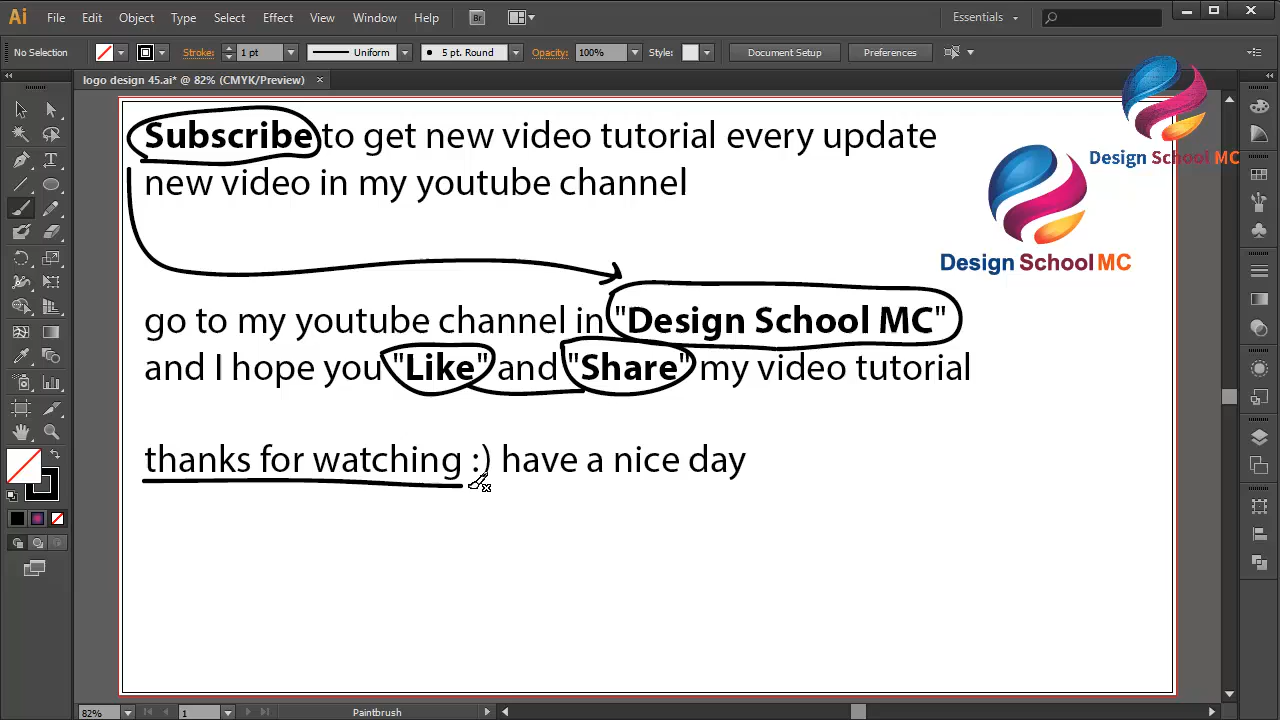 Ai File Edit Object Type Select Effect View Window Help Br Essentials
No Selection Stroke: 1 pt Uniform 5 pt. Round Opacity: 100% Style: Document Setup Preferences
logo design 45.ai* @ 82% (CMYK/Preview)
Subscribe to get new video tutorial every update
new video in my youtube channel
Design School MC
Design School MC
go to my youtube channel in "Design School MC"
and I hope you "Like" and "Share" my video tutorial
thanks for watching :) have a nice day
82% 1 Paintbrush